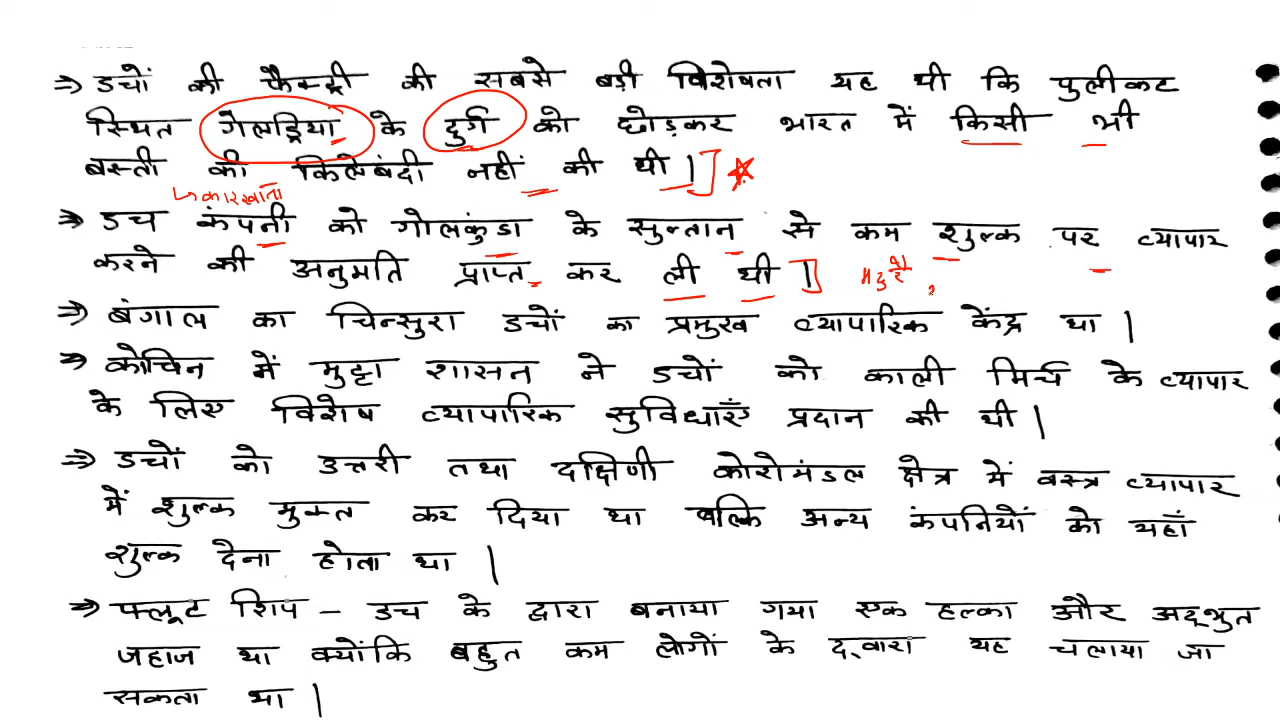 ⇒ डचों की फैक्ट्री की सबसे बड़ी विशेषता यह थी कि पुलीकट
स्थित गेलड्रिया के दुर्ग को छोड़कर भारत में किसी भी
बस्ती की किलेबंदी नहीं की थी |
↳ कारखाना
⇒ डच कंपनी को गोलकुंडा के सुल्तान से कम शुल्क पर व्यापार
करने की अनुमति प्राप्त कर ली थी |
⇒ बंगाल का चिन्सुरा डचों का प्रमुख व्यापारिक केंद्र था |
⇒ कोचिन में मुट्टा शासन ने डचों को काली मिर्च के व्यापार
के लिए विशेष व्यापारिक सुविधाएँ प्रदान की थी |
⇒ डचों को उत्तरी तथा दक्षिणी कोरोमंडल क्षेत्र में वस्त्र व्यापार
में शुल्क मुक्त कर दिया था बल्कि अन्य कंपनियों को यहाँ
शुल्क देना होता था |
⇒ फ्लूट शिप – डच के द्वारा बनाया गया एक हल्का और अद्भुत
जहाज था क्योंकि बहुत कम लोगों के द्वारा यह चलाया जा
सकता था |